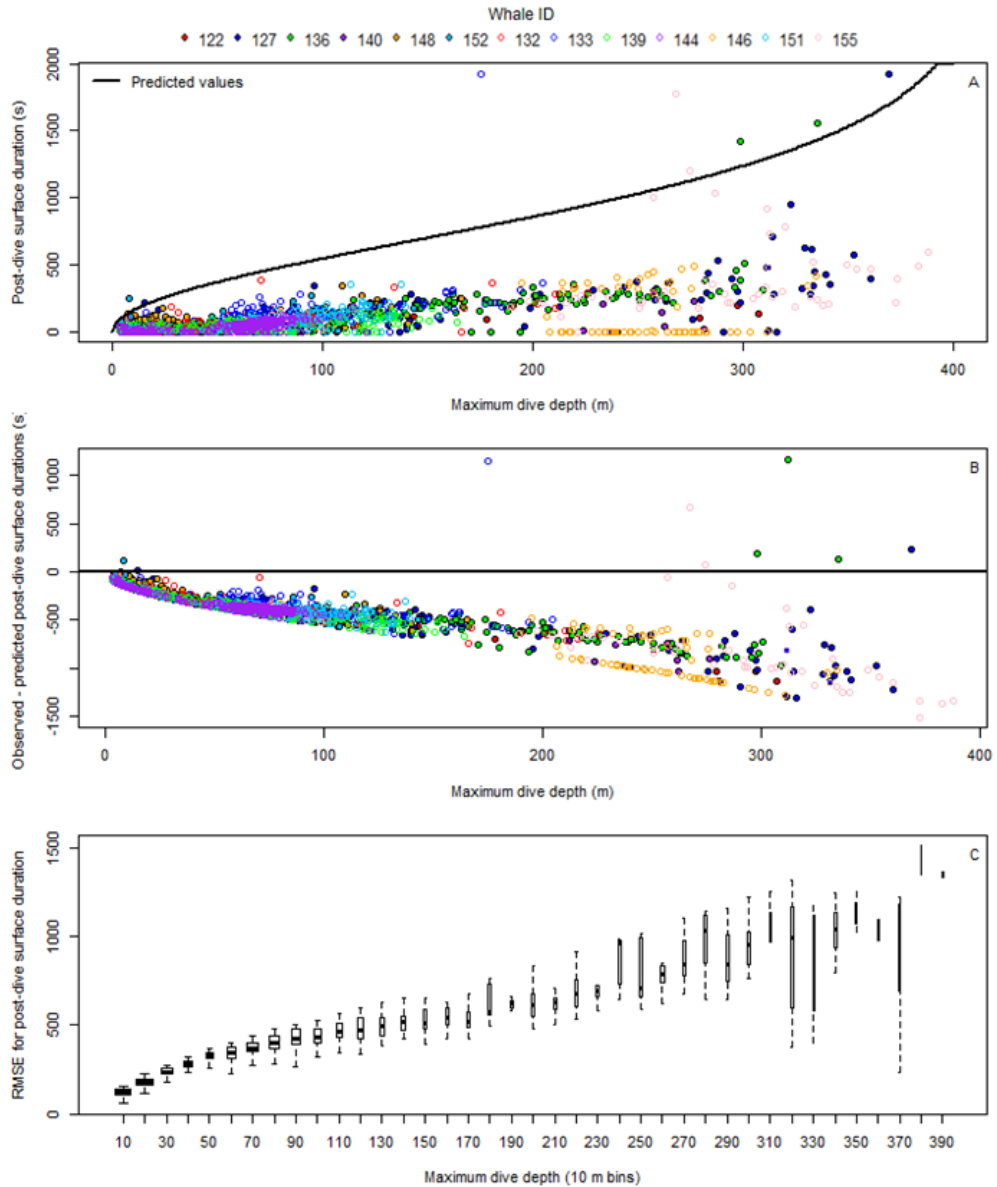 Whale ID
122 127 136 140 148 152 132 133 139 144 146 151 155
Predicted values
A
Post-dive surface duration (s)
0 500 1000 1500 2000
0 100 200 300 400
Maximum dive depth (m)
B
Observed - predicted post-dive surface durations (s)
-1500 -500 0 500 1000
0 100 200 300 400
Maximum dive depth (m)
C
RMSE for post-dive surface duration
0 500 1000 1500
10 30 50 70 90 110 130 150 170 190 210 230 250 270 290 310 330 350 370 390
Maximum dive depth (10 m bins)